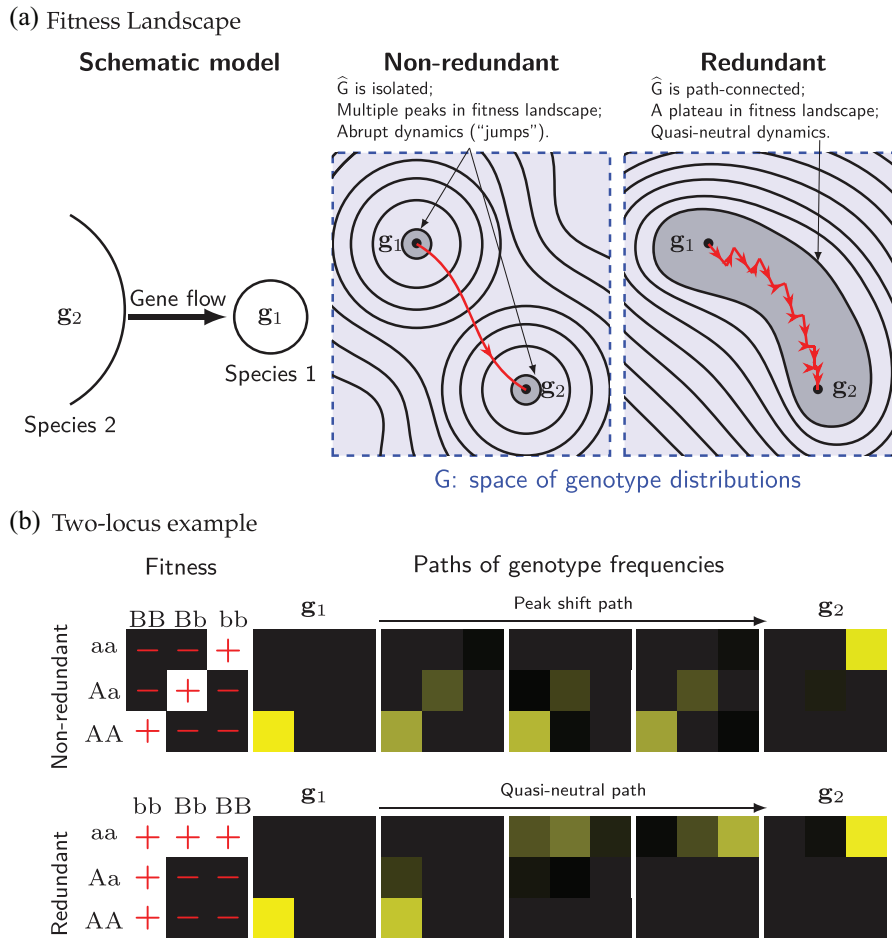 (a) Fitness Landscape
Schematic model
Non-redundant
Redundant
Ĝ is isolated;
Multiple peaks in fitness landscape;
Abrupt dynamics ("jumps").
Ĝ is path-connected;
A plateau in fitness landscape;
Quasi-neutral dynamics.
g₂
Gene flow
g₁
Species 1
Species 2
g₁
g₂
g₁
g₂
G: space of genotype distributions
(b) Two-locus example
Fitness
Paths of genotype frequencies
BB Bb bb
g₁
Peak shift path
g₂
Non-redundant
aa − − +
Aa − + −
AA + − −
bb Bb BB
g₁
Quasi-neutral path
g₂
Redundant
aa + + +
Aa + − −
AA + − −